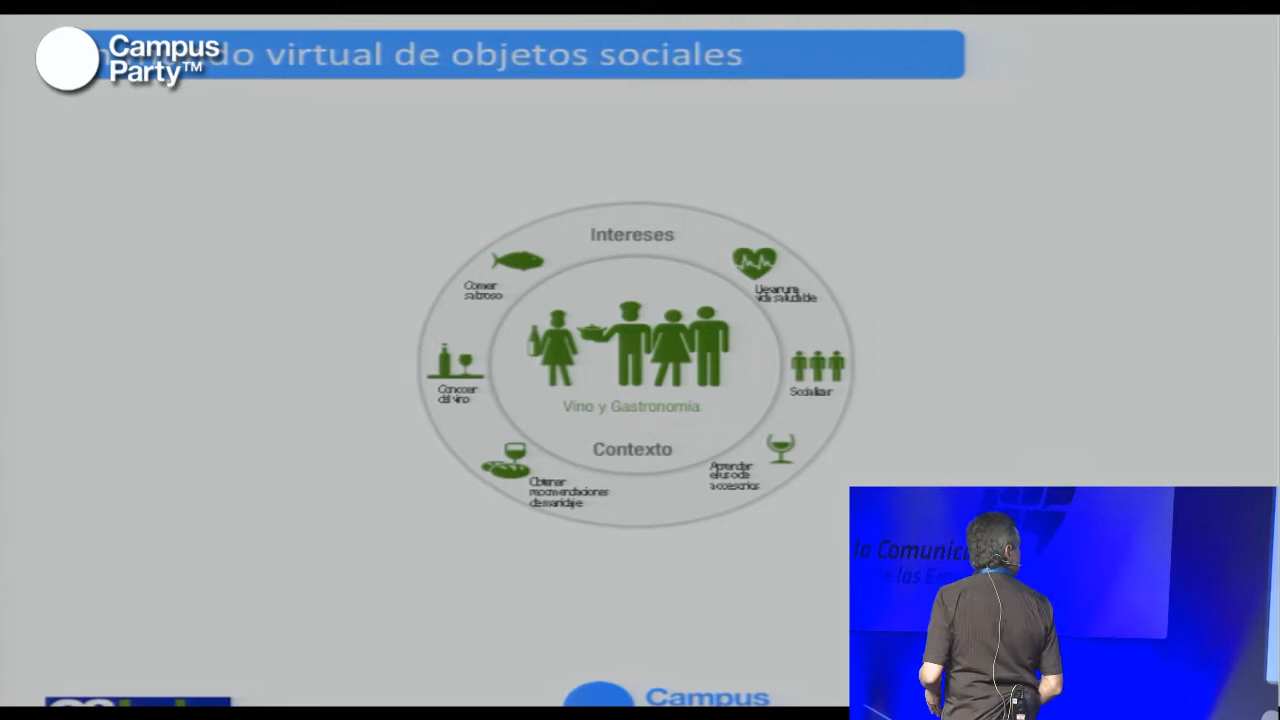 Campus
Party™
do virtual de objetos sociales
Intereses
Comer
sabroso
Llevar una
vida saludable
Conocer
del vino
Socializar
Vino y Gastronomía
Contexto
Obtener
recomendaciones
de maridaje
Aprender
el uso de
accesorios
la Comunic
a las E
Campus